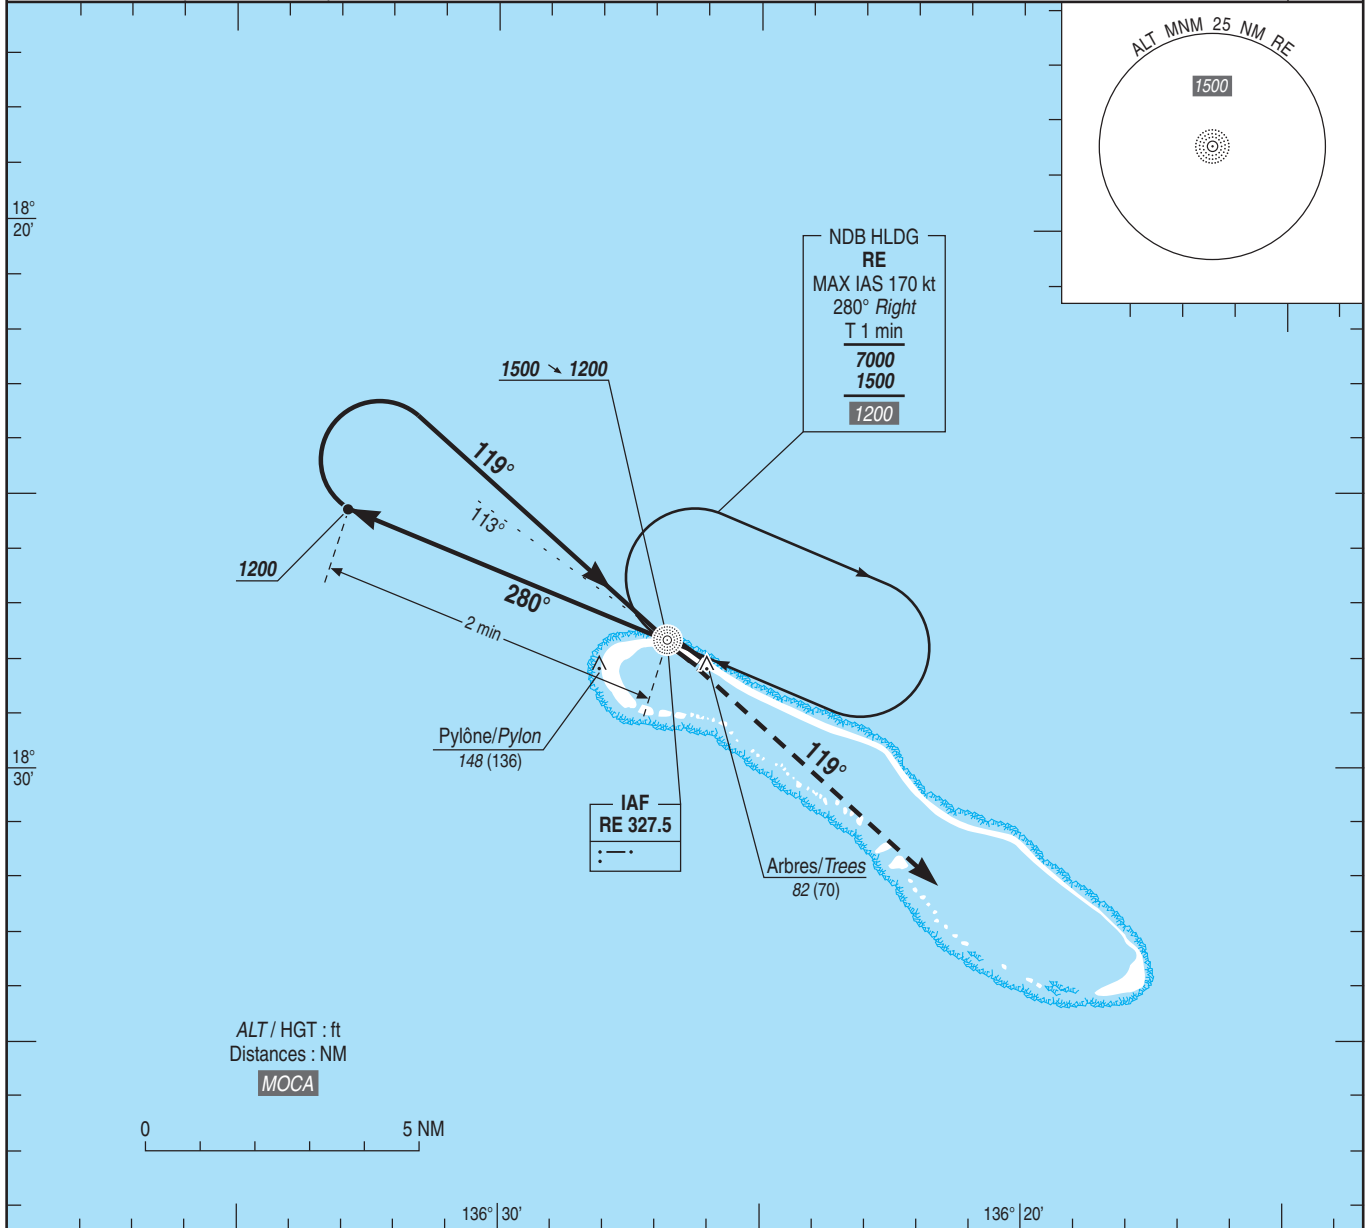 ALT MNM 25 NM RE
1500
18°
20'
NDB HLDG
RE
MAX IAS 170 kt
280° Right
T 1 min
7000
1500
1200
1500 ➘ 1200
119°
113°
1200
280°
2 min
Pylône/Pylon
148 (136)
119°
18°
30'
IAF
RE 327.5
Arbres/Trees
82 (70)
ALT / HGT : ft
Distances : NM
MOCA
0 5 NM
136° 30' 136° 20'